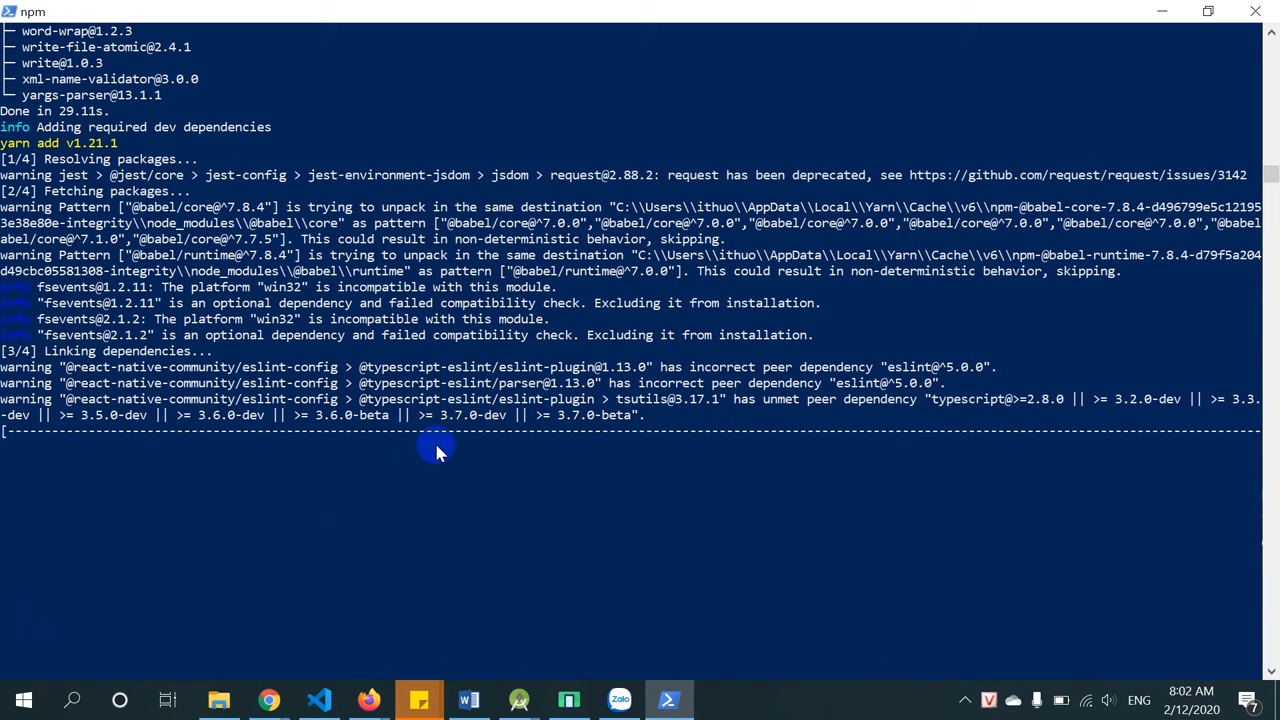 npm
├─ word-wrap@1.2.3
├─ write-file-atomic@2.4.1
├─ write@1.0.3
├─ xml-name-validator@3.0.0
└─ yargs-parser@13.1.1
Done in 29.11s.
info Adding required dev dependencies
yarn add v1.21.1
[1/4] Resolving packages...
warning jest > @jest/core > jest-config > jest-environment-jsdom > jsdom > request@2.88.2: request has been deprecated, see https://github.com/request/request/issues/3142
[2/4] Fetching packages...
warning Pattern ["@babel/core@^7.8.4"] is trying to unpack in the same destination "C:\\Users\\ithuo\\AppData\\Local\\Yarn\\Cache\\v6\\npm-@babel-core-7.8.4-d496799e5c12195
3e38e80e-integrity\\node_modules\\@babel\\core" as pattern ["@babel/core@^7.0.0","@babel/core@^7.0.0","@babel/core@^7.0.0","@babel/core@^7.0.0","@babel/core@^7.0.0","@babel
abel/core@^7.1.0","@babel/core@^7.7.5"]. This could result in non-deterministic behavior, skipping.
warning Pattern ["@babel/runtime@^7.8.4"] is trying to unpack in the same destination "C:\\Users\\ithuo\\AppData\\Local\\Yarn\\Cache\\v6\\npm-@babel-runtime-7.8.4-d79f5a204
d49cbc05581308-integrity\\node_modules\\@babel\\runtime" as pattern ["@babel/runtime@^7.0.0"]. This could result in non-deterministic behavior, skipping.
info fsevents@1.2.11: The platform "win32" is incompatible with this module.
info "fsevents@1.2.11" is an optional dependency and failed compatibility check. Excluding it from installation.
info fsevents@2.1.2: The platform "win32" is incompatible with this module.
info "fsevents@2.1.2" is an optional dependency and failed compatibility check. Excluding it from installation.
[3/4] Linking dependencies...
warning "@react-native-community/eslint-config > @typescript-eslint/eslint-plugin@1.13.0" has incorrect peer dependency "eslint@^5.0.0".
warning "@react-native-community/eslint-config > @typescript-eslint/parser@1.13.0" has incorrect peer dependency "eslint@^5.0.0".
warning "@react-native-community/eslint-config > @typescript-eslint/eslint-plugin > tsutils@3.17.1" has unmet peer dependency "typescript@>=2.8.0 || >= 3.2.0-dev || >= 3.3.
-dev || >= 3.5.0-dev || >= 3.6.0-dev || >= 3.6.0-beta || >= 3.7.0-dev || >= 3.7.0-beta".
[----------------------------------------------------------------------------------------------------------------------------------------------------------------------------
Zalo
ENG
8:02 AM
2/12/2020
7